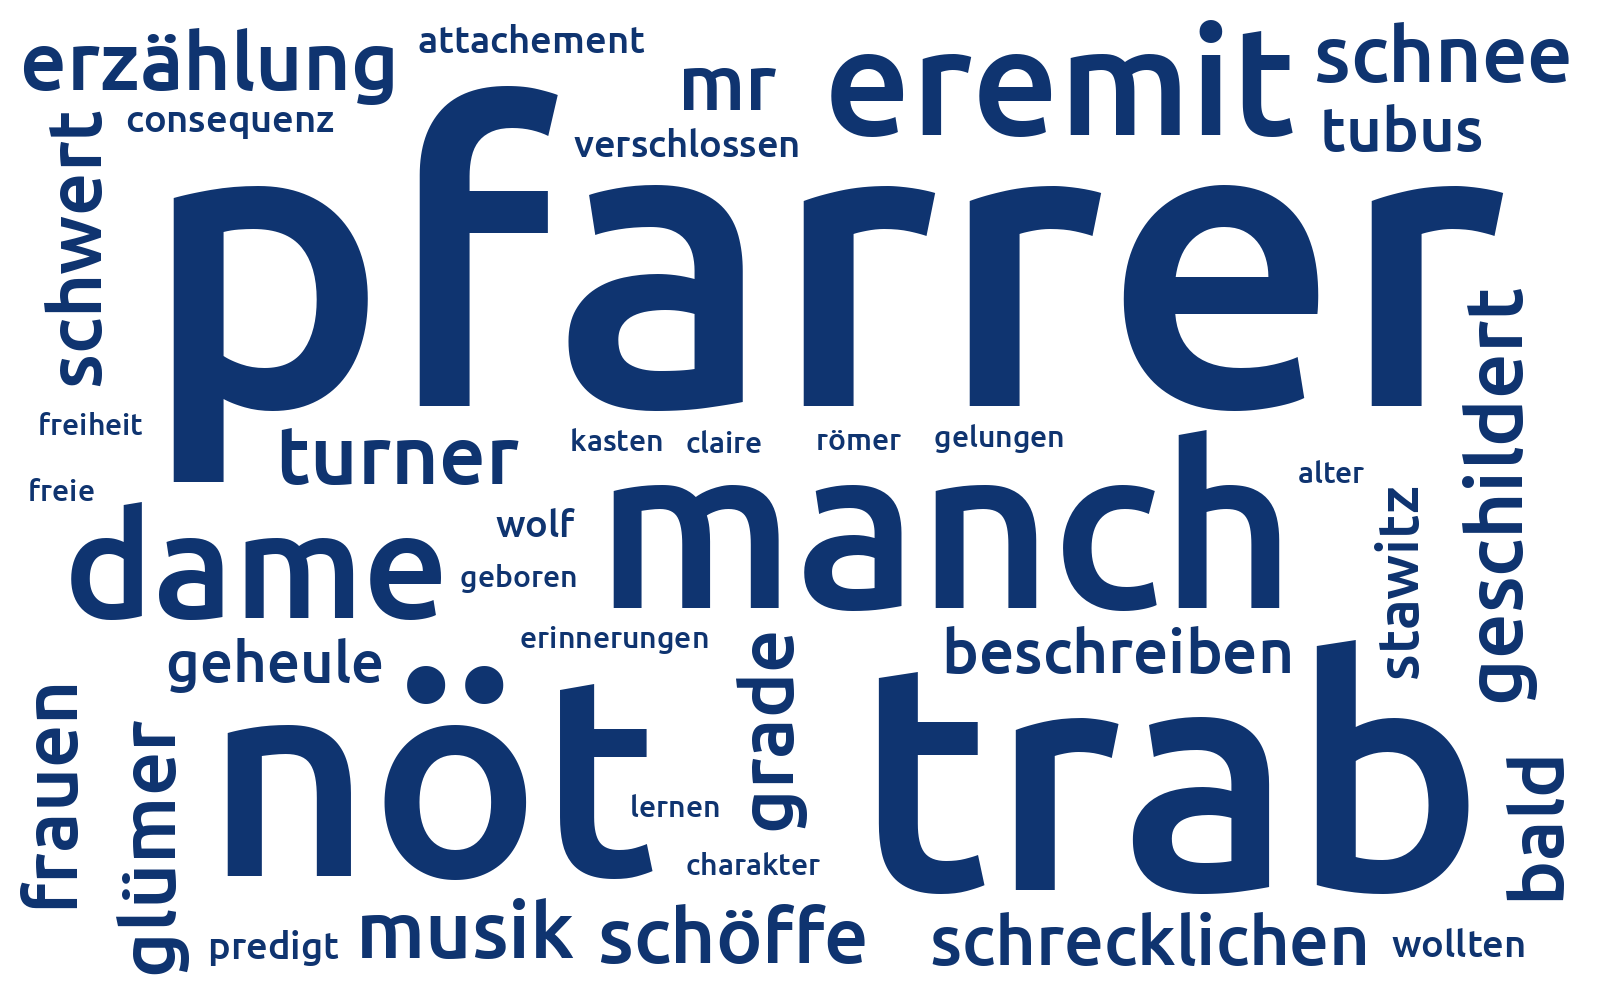 erzählung
attachement
mr
eremit
schnee
consequenz
verschlossen
tubus
schwert
pfarrer
geschildert
freiheit
turner
kasten
claire
römer
gelungen
freie
alter
dame
wolf
manch
stawitz
geboren
geheule
erinnerungen
beschreiben
frauen
glümer
nöt
grade
trab
lernen
bald
charakter
predigt
musik
schöffe
schrecklichen
wollten